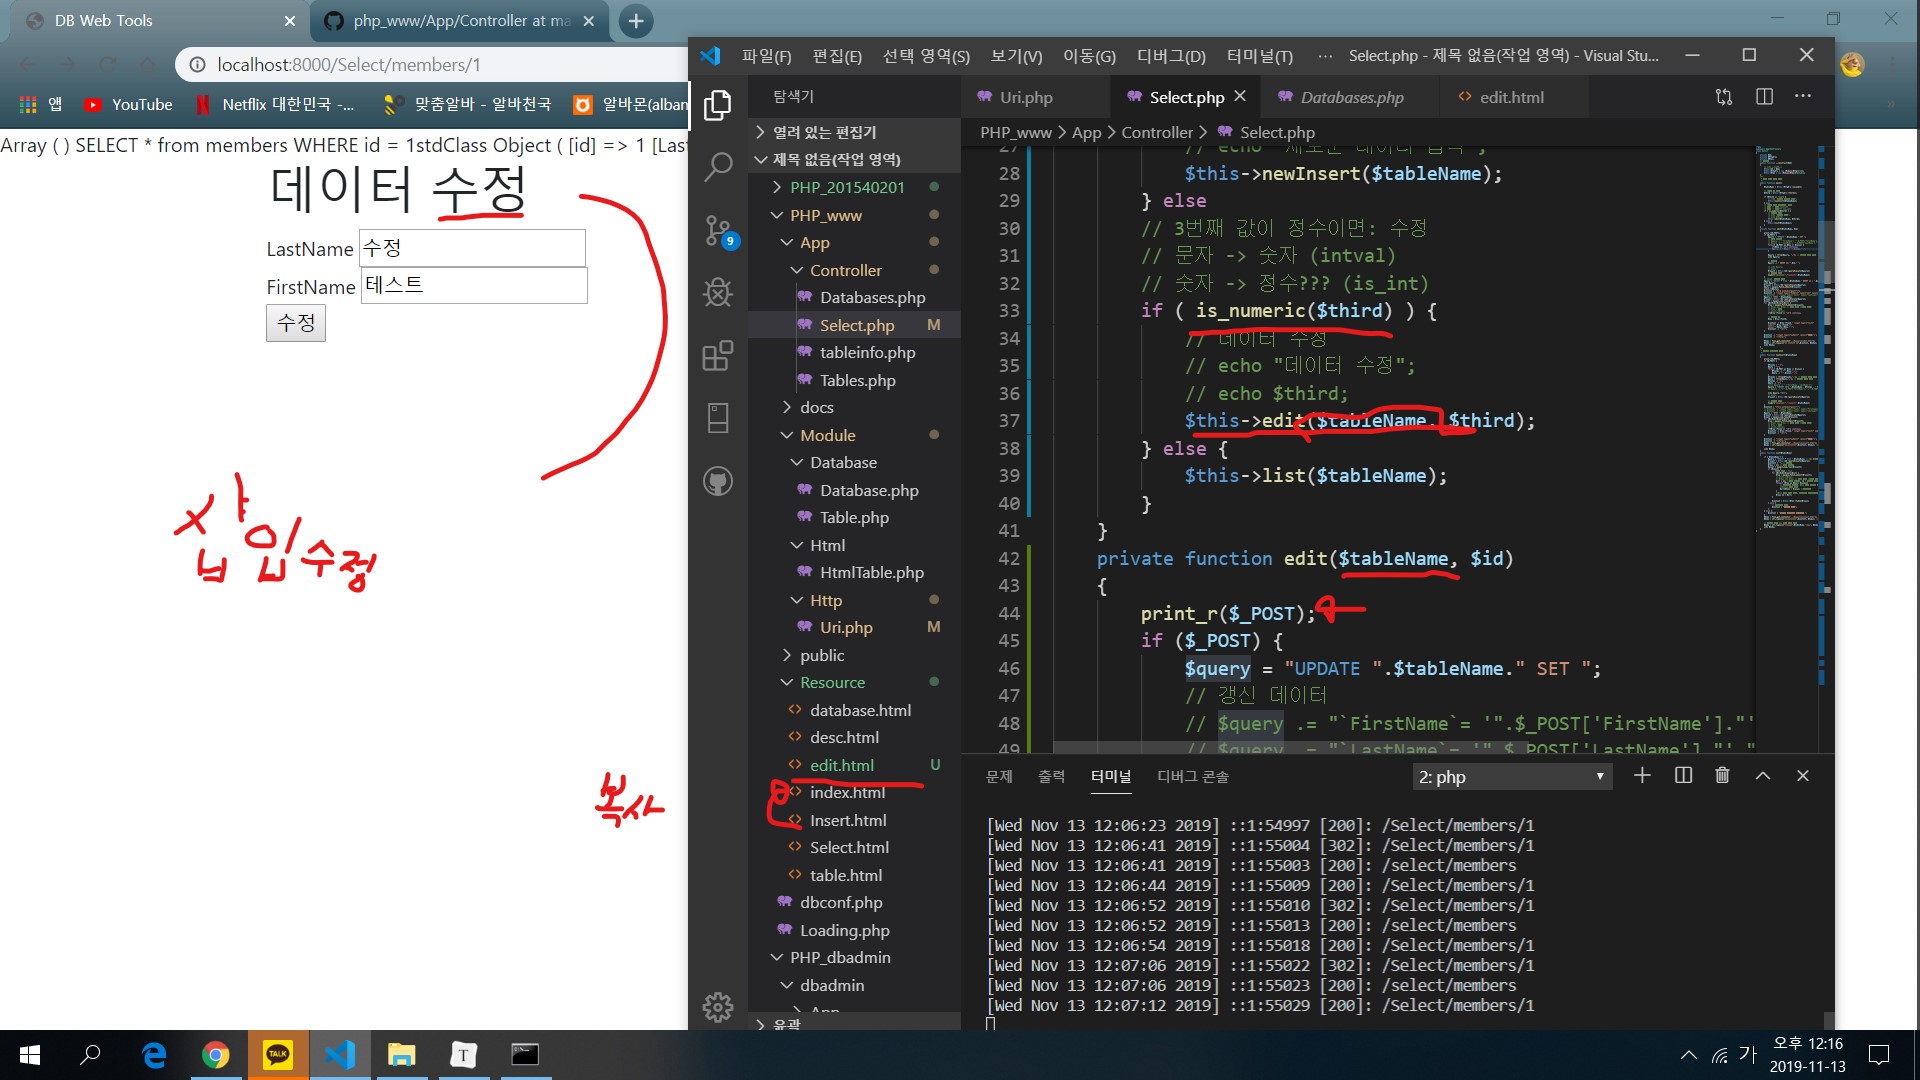 DB Web Tools
php_www/App/Controller at ma
localhost:8000/Select/members/1
앱
YouTube
Netflix 대한민국 -...
맞춤알바 - 알바천국
알바몬(alban
Array ( ) SELECT * from members WHERE id = 1stdClass Object ( [id] => 1 [Las
데이터 수정
LastName 수정
FirstName 테스트
수정
삽입수정
복사
파일(F) 편집(E) 선택 영역(S) 보기(V) 이동(G) 디버그(D) 터미널(T) ··· Select.php - 제목 없음(작업 영역) - Visual Stu...
탐색기
열려 있는 편집기
제목 없음(작업 영역)
PHP_201540201
PHP_www
App
Controller
Databases.php
Select.php M
tableinfo.php
Tables.php
docs
Module
Database
Database.php
Table.php
Html
HtmlTable.php
Http
Uri.php M
public
Resource
database.html
desc.html
edit.html U
index.html
Insert.html
Select.html
table.html
dbconf.php
Loading.php
PHP_dbadmin
dbadmin
App
윤곽
9
Uri.php
Select.php
Databases.php
edit.html
PHP_www > App > Controller > Select.php
27 // echo "새로운 데이터 입력";
28 $this->newInsert($tableName);
29 } else
30 // 3번째 값이 정수이면: 수정
31 // 문자 -> 숫자 (intval)
32 // 숫자 -> 정수??? (is_int)
33 if ( is_numeric($third) ) {
34 // 데이터 수정
35 // echo "데이터 수정";
36 // echo $third;
37 $this->edit($tableName, $third);
38 } else {
39 $this->list($tableName);
40 }
41 }
42 private function edit($tableName, $id)
43 {
44 print_r($_POST);
45 if ($_POST) {
46 $query = "UPDATE ".$tableName." SET ";
47 // 갱신 데이터
48 // $query .= "`FirstName`= '".$_POST['FirstName']."'
49 // $query .= "`LastName`= '".$_POST['LastName']."' "
문제 출력 터미널 디버그 콘솔 2: php
[Wed Nov 13 12:06:23 2019] ::1:54997 [200]: /Select/members/1
[Wed Nov 13 12:06:41 2019] ::1:55004 [302]: /Select/members/1
[Wed Nov 13 12:06:41 2019] ::1:55003 [200]: /Select/members
[Wed Nov 13 12:06:44 2019] ::1:55009 [200]: /Select/members/1
[Wed Nov 13 12:06:52 2019] ::1:55010 [302]: /Select/members/1
[Wed Nov 13 12:06:52 2019] ::1:55013 [200]: /Select/members
[Wed Nov 13 12:06:54 2019] ::1:55018 [200]: /Select/members/1
[Wed Nov 13 12:07:06 2019] ::1:55022 [302]: /Select/members/1
[Wed Nov 13 12:07:06 2019] ::1:55023 [200]: /Select/members
[Wed Nov 13 12:07:12 2019] ::1:55029 [200]: /Select/members/1
TALK
T
가
오후 12:16
2019-11-13